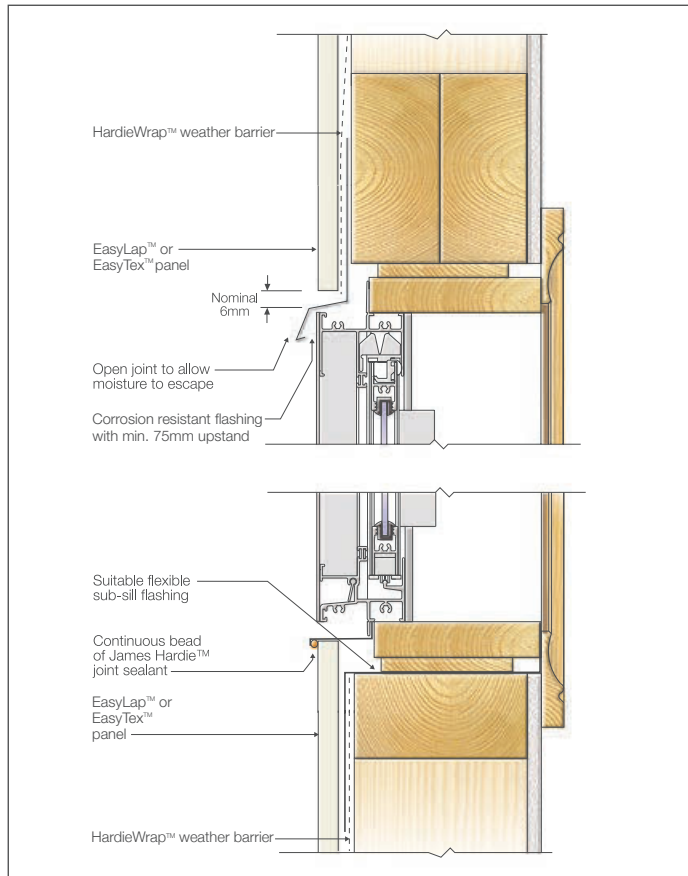 HardieWrap™ weather barrier
EasyLap™ or
EasyTex™ panel
Nominal
6mm
Open joint to allow
moisture to escape
Corrosion resistant flashing
with min. 75mm upstand
Suitable flexible
sub-sill flashing
Continuous bead
of James Hardie™
joint sealant
EasyLap™ or
EasyTex™
panel
HardieWrap™ weather barrier